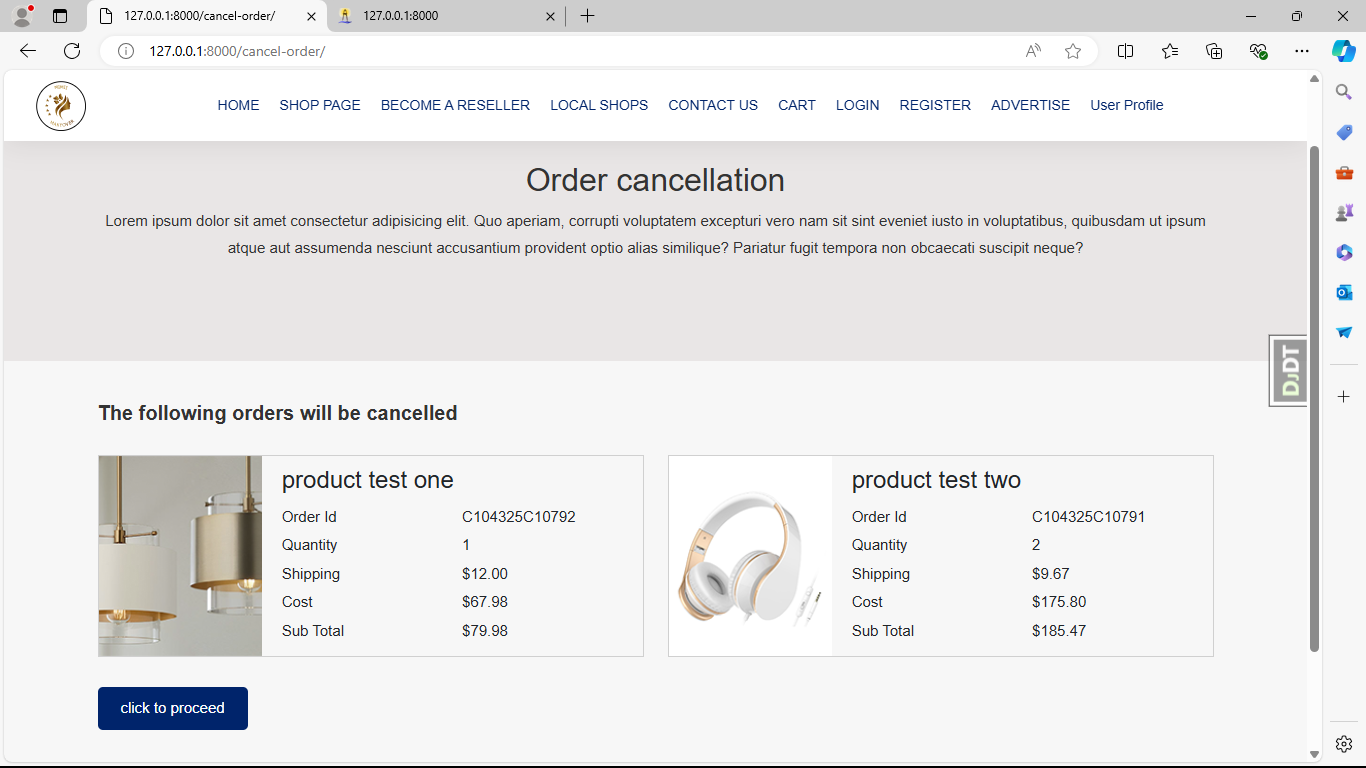 127.0.0.1:8000/cancel-order/
127.0.0.1:8000
127.0.0.1:8000/cancel-order/
HOME SHOP PAGE BECOME A RESELLER LOCAL SHOPS CONTACT US CART LOGIN REGISTER ADVERTISE User Profile
Order cancellation
Lorem ipsum dolor sit amet consectetur adipisicing elit. Quo aperiam, corrupti voluptatem excepturi vero nam sit sint eveniet iusto in voluptatibus, quibusdam ut ipsum
atque aut assumenda nesciunt accusantium provident optio alias similique? Pariatur fugit tempora non obcaecati suscipit neque?
DJDT
The following orders will be cancelled
product test one
Order Id C104325C10792
Quantity 1
Shipping $12.00
Cost $67.98
Sub Total $79.98
product test two
Order Id C104325C10791
Quantity 2
Shipping $9.67
Cost $175.80
Sub Total $185.47
click to proceed